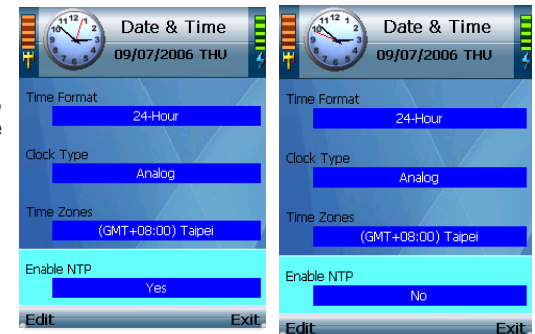 Date & Time
09/07/2006 THU
Time Format
24-Hour
Clock Type
Analog
Time Zones
(GMT+08:00) Taipei
Enable NTP
Yes
Edit Exit
Date & Time
09/07/2006 THU
Time Format
24-Hour
Clock Type
Analog
Time Zones
(GMT+08:00) Taipei
Enable NTP
No
Edit Exit